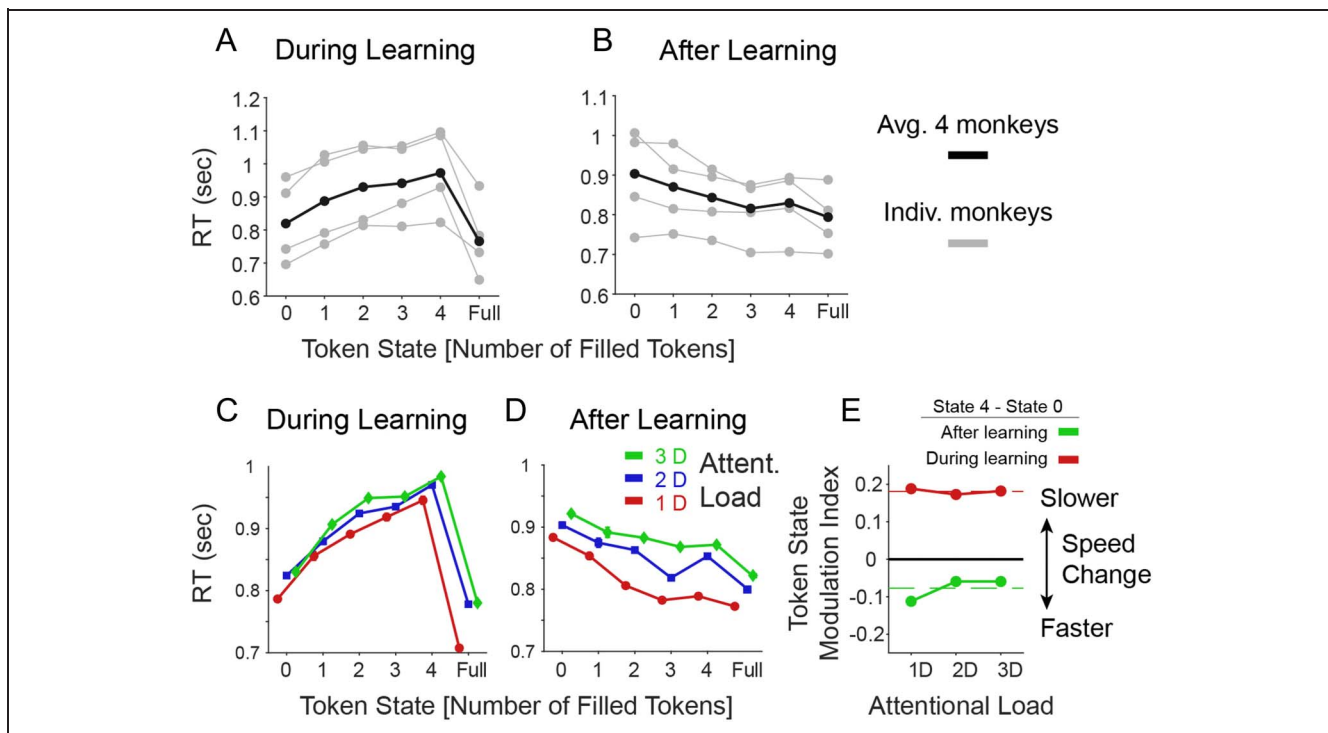 A
During Learning
B
After Learning
RT (sec)
1.2
1.1
1
0.9
0.8
0.7
0.6
0 1 2 3 4 Full
1.1
1
0.9
0.8
0.7
0.6
0 1 2 3 4 Full
Avg. 4 monkeys
Indiv. monkeys
Token State [Number of Filled Tokens]
C
During Learning
D
After Learning
E
RT (sec)
1
0.9
0.8
0.7
0 1 2 3 4 Full
1
0.9
0.8
0.7
0 1 2 3 4 Full
3 D
2 D
1 D
Attent.
Load
Token State [Number of Filled Tokens]
State 4 - State 0
After learning
During learning
Token State
Modulation Index
0.2
0.1
0
-0.1
-0.2
1D 2D 3D
Slower
Speed
Change
Faster
Attentional Load